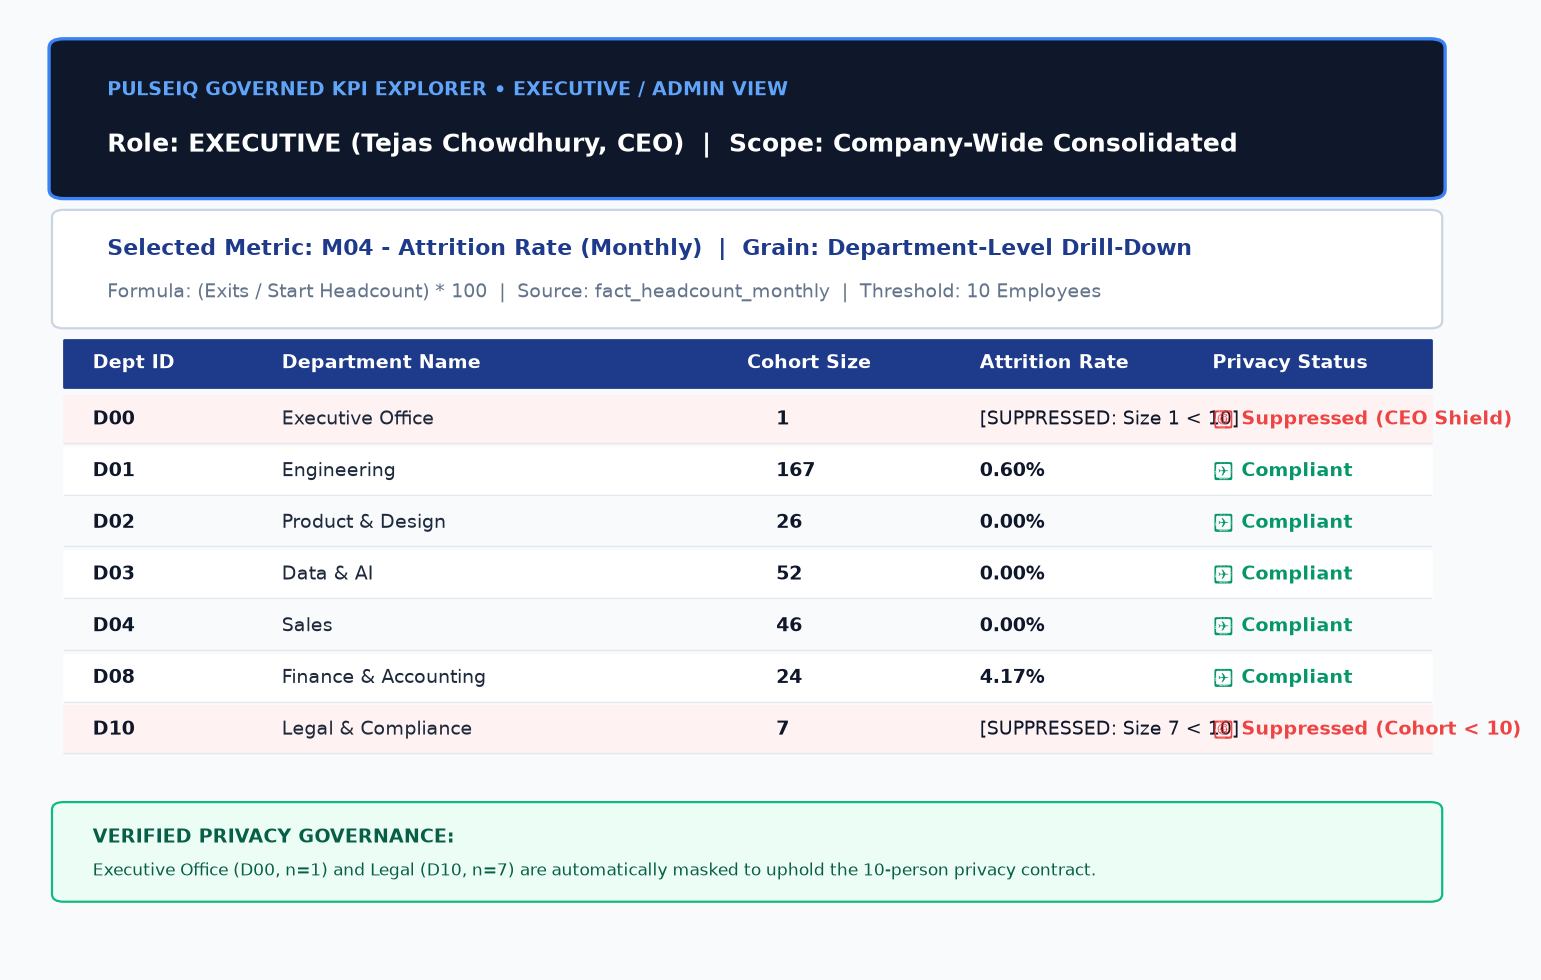 PULSEIQ GOVERNED KPI EXPLORER • EXECUTIVE / ADMIN VIEW
Role: EXECUTIVE (Tejas Chowdhury, CEO) | Scope: Company-Wide Consolidated
Selected Metric: M04 - Attrition Rate (Monthly) | Grain: Department-Level Drill-Down
Formula: (Exits / Start Headcount) * 100 | Source: fact_headcount_monthly | Threshold: 10 Employees
Dept ID Department Name Cohort Size Attrition Rate Privacy Status
D00 Executive Office 1 [SUPPRESSED: Size 1 < 10] Suppressed (CEO Shield)
D01 Engineering 167 0.60% Compliant
D02 Product & Design 26 0.00% Compliant
D03 Data & AI 52 0.00% Compliant
D04 Sales 46 0.00% Compliant
D08 Finance & Accounting 24 4.17% Compliant
D10 Legal & Compliance 7 [SUPPRESSED: Size 7 < 10] Suppressed (Cohort < 10)
VERIFIED PRIVACY GOVERNANCE:
Executive Office (D00, n=1) and Legal (D10, n=7) are automatically masked to uphold the 10-person privacy contract.